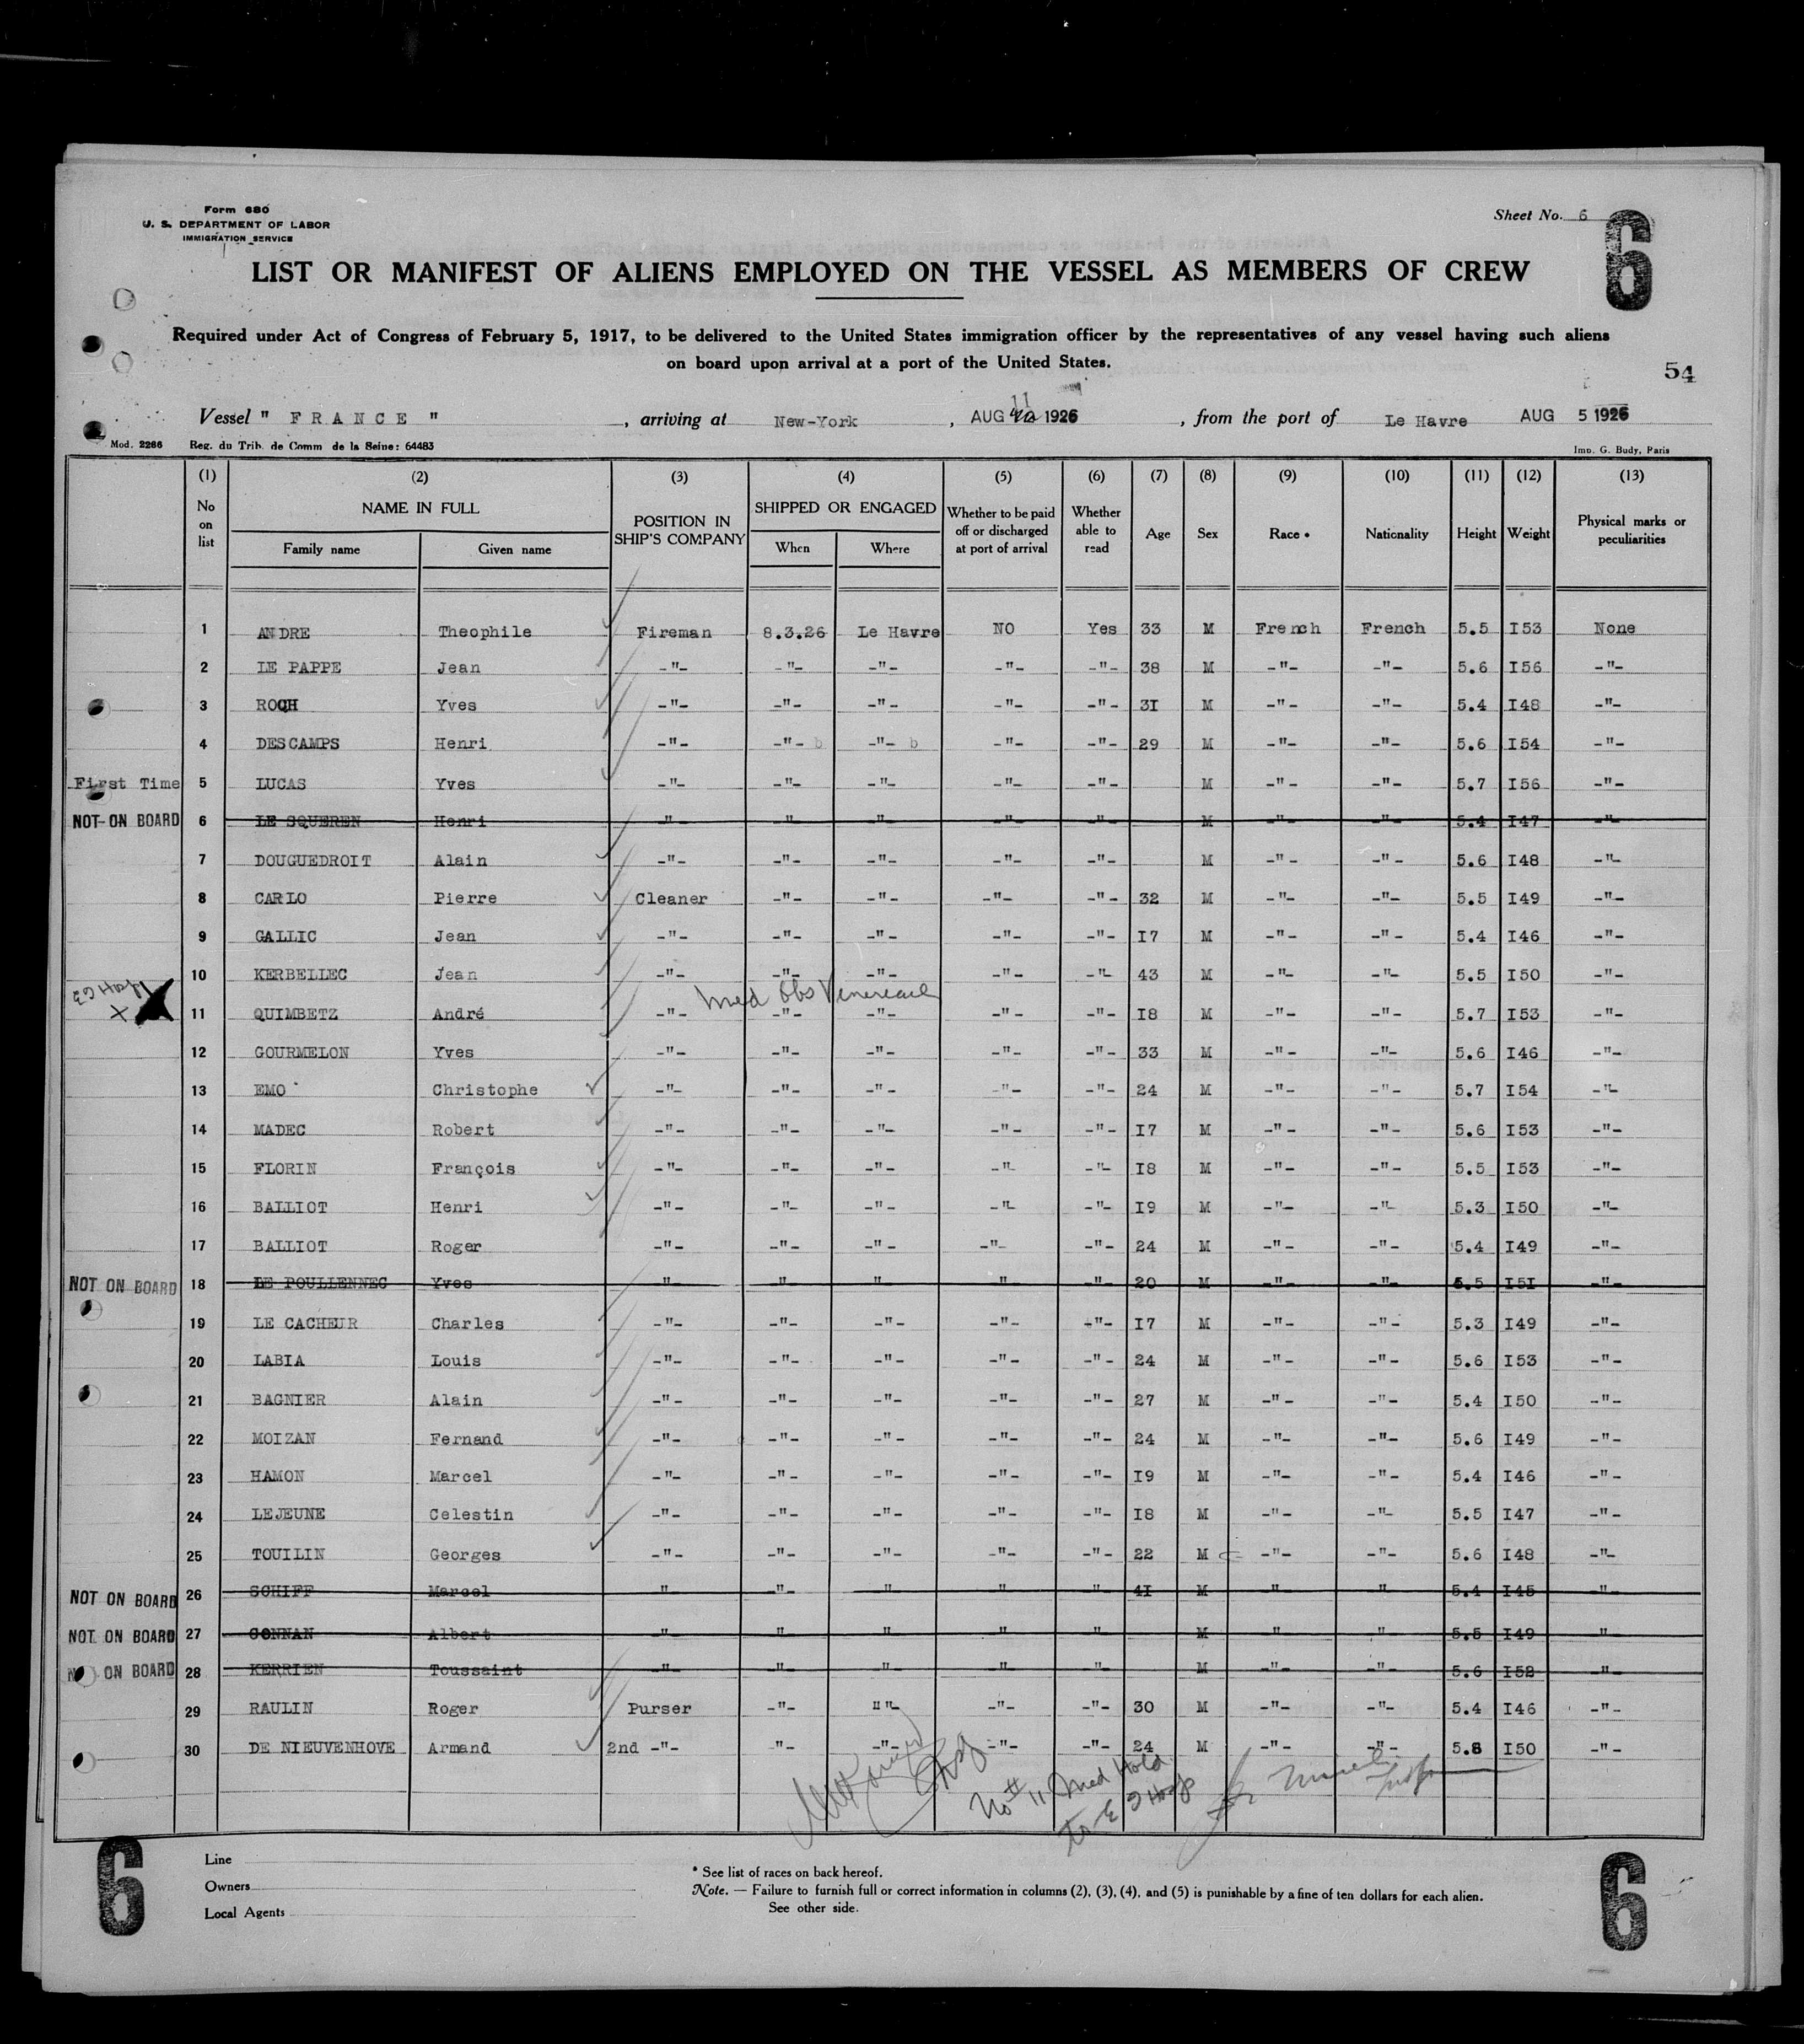 Form 680
U. S. DEPARTMENT OF LABOR
IMMIGRATION SERVICE
Sheet No. 6
6
LIST OR MANIFEST OF ALIENS EMPLOYED ON THE VESSEL AS MEMBERS OF CREW
Required under Act of Congress of February 5, 1917, to be delivered to the United States immigration officer by the representatives of any vessel having such aliens
on board upon arrival at a port of the United States.
54
Vessel " FRANCE " , arriving at New-York , AUG 11 1926 , from the port of Le Havre AUG 5 1926
Mod. 2266 Reg. du Trib. de Comm de la Seine: 64483 Imp. G. Budy, Paris
(1) (2) (3) (4) (5) (6) (7) (8) (9) (10) (11) (12) (13)
No on list NAME IN FULL Family name Given name POSITION IN SHIP'S COMPANY SHIPPED OR ENGAGED When Where Whether to be paid off or discharged at port of arrival Whether able to read Age Sex Race • Nationality Height Weight Physical marks or peculiarities
1 ANDRE Theophile Fireman 8.3.26 Le Havre NO Yes 33 M French French 5.5 I53 None
2 LE PAPPE Jean -"- -"- -"- -"- -"- 38 M -"- -"- 5.6 I56 -"-
3 ROCH Yves -"- -"- -"- -"- -"- 3I M -"- -"- 5.4 I48 -"-
4 DESCAMPS Henri -"- -"- b -"- b -"- -"- 29 M -"- -"- 5.6 I54 -"-
First Time 5 LUCAS Yves -"- -"- -"- -"- -"- M -"- -"- 5.7 I56 -"-
NOT ON BOARD 6 LE SQUEREN Henri -"- -"- -"- -"- -"- M -"- -"- 5.4 I47 -"-
7 DOUGUEDROIT Alain -"- -"- -"- -"- -"- M -"- -"- 5.6 I48 -"-
8 CARLO Pierre Cleaner -"- -"- -"- -"- 32 M -"- -"- 5.5 I49 -"-
9 GALLIC Jean -"- -"- -"- -"- -"- I7 M -"- -"- 5.4 I46 -"-
10 KERBELLEC Jean -"- -"- -"- -"- -"- 43 M -"- -"- 5.5 I50 -"-
Med Obs Venereal
X 11 QUIMBETZ André -"- -"- -"- -"- -"- I8 M -"- -"- 5.7 I53 -"-
12 GOURMELON Yves -"- -"- -"- -"- -"- 33 M -"- -"- 5.6 I46 -"-
13 EMO Christophe -"- -"- -"- -"- -"- 24 M -"- -"- 5.7 I54 -"-
14 MADEC Robert -"- -"- -"- -"- -"- I7 M -"- -"- 5.6 I53 -"-
15 FLORIN François -"- -"- -"- -"- -"- I8 M -"- -"- 5.5 I53 -"-
16 BALLIOT Henri -"- -"- -"- -"- -"- I9 M -"- -"- 5.3 I50 -"-
17 BALLIOT Roger -"- -"- -"- -"- -"- 24 M -"- -"- 5.4 I49 -"-
NOT ON BOARD 18 LE POULLENNEC Yves -"- -"- -"- -"- -"- 20 M -"- -"- 5.5 I5I -"-
19 LE CACHEUR Charles -"- -"- -"- -"- -"- I7 M -"- -"- 5.3 I49 -"-
20 LABIA Louis -"- -"- -"- -"- -"- 24 M -"- -"- 5.6 I53 -"-
21 BAGNIER Alain -"- -"- -"- -"- -"- 27 M -"- -"- 5.4 I50 -"-
22 MOIZAN Fernand -"- -"- -"- -"- -"- 24 M -"- -"- 5.6 I49 -"-
23 HAMON Marcel -"- -"- -"- -"- -"- I9 M -"- -"- 5.4 I46 -"-
24 LEJEUNE Celestin -"- -"- -"- -"- -"- I8 M -"- -"- 5.5 I47 -"-
25 TOUILIN Georges -"- -"- -"- -"- -"- 22 M -"- -"- 5.6 I48 -"-
NOT ON BOARD 26 SCHIFF Marcel -"- -"- -"- -"- -"- 4I M -"- -"- 5.4 I45 -"-
NOT ON BOARD 27 CONNAN Albert -"- -"- -"- -"- -"- M -"- -"- 5.5 I49 -"-
ON BOARD 28 KERRIEN Toussaint -"- -"- -"- -"- -"- M -"- -"- 5.6 I52 -"-
29 RAULIN Roger Purser -"- -"- -"- -"- 30 M -"- -"- 5.4 I46 -"-
30 DE NIEUVENHOVE Armand 2nd -"- -"- -"- -"- -"- 24 M -"- -"- 5.8 I50 -"-
No # 11 Med Hold
to E I Hosp
6
Line
Owners
Local Agents
* See list of races on back hereof.
Note. — Failure to furnish full or correct information in columns (2), (3), (4), and (5) is punishable by a fine of ten dollars for each alien.
See other side.
6